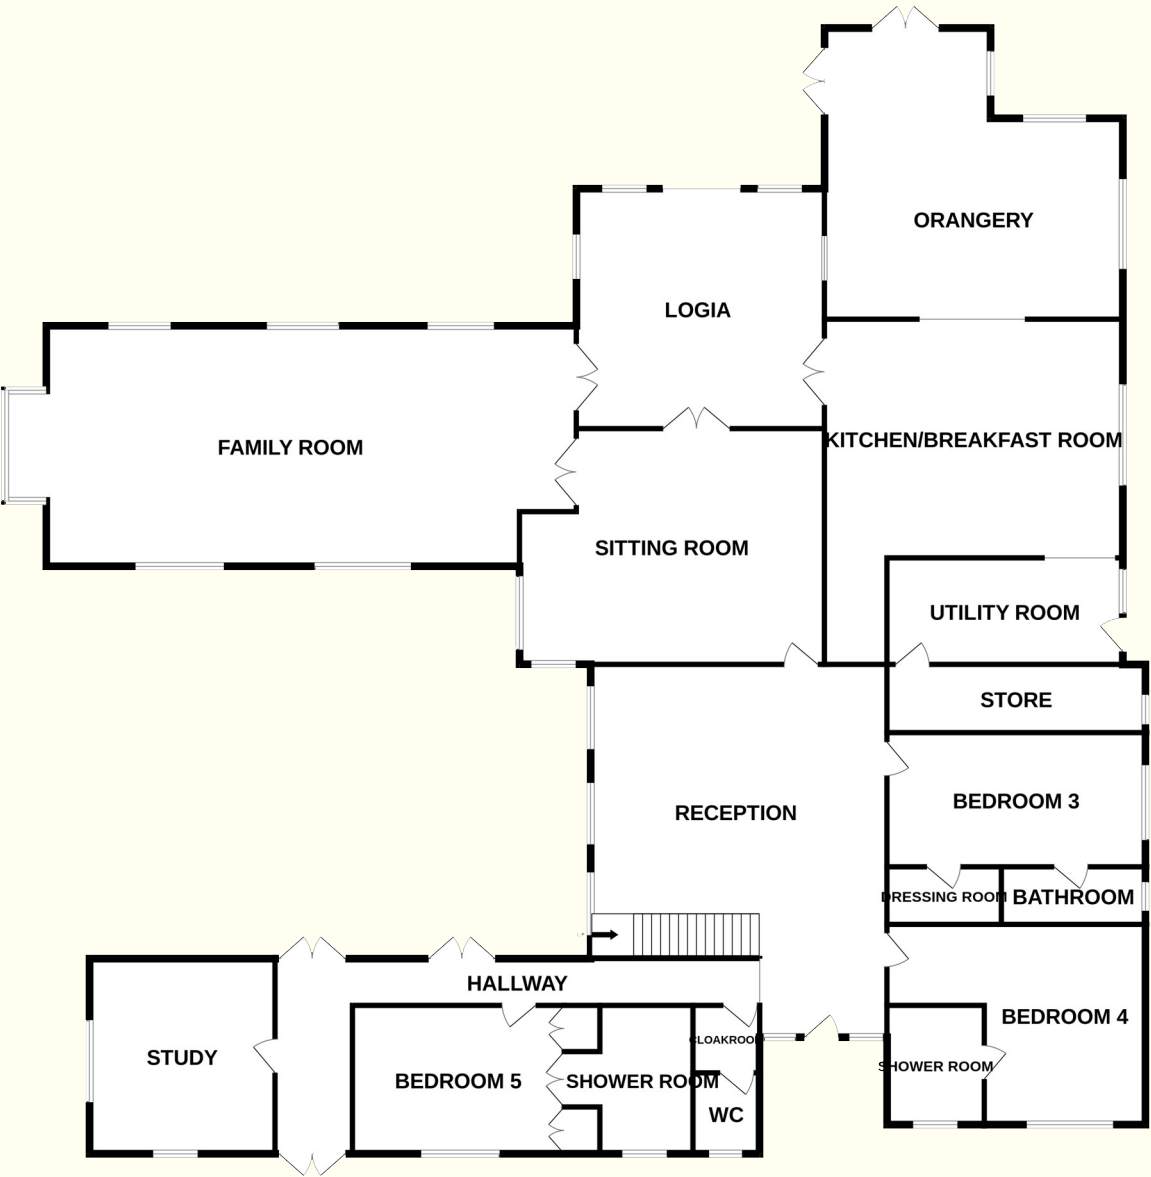 ORANGERY
LOGIA
FAMILY ROOM
KITCHEN/BREAKFAST ROOM
SITTING ROOM
UTILITY ROOM
STORE
BEDROOM 3
RECEPTION
DRESSING ROOM
BATHROOM
HALLWAY
BEDROOM 4
CLOAKROOM
STUDY
SHOWER ROOM
BEDROOM 5
SHOWER ROOM
WC